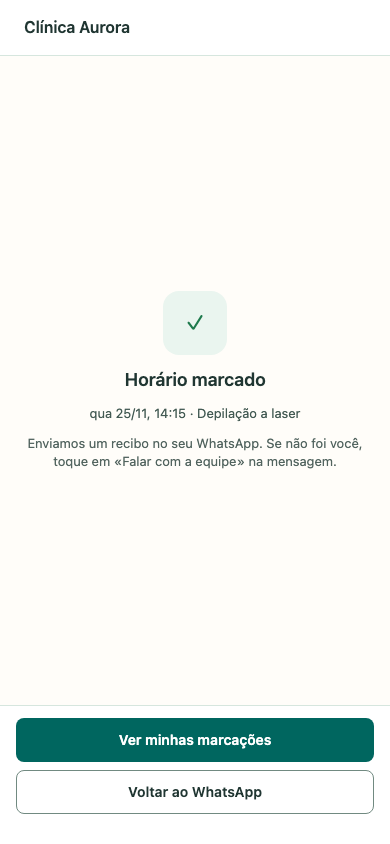 Clínica Aurora
Horário marcado
qua 25/11, 14:15 · Depilação a laser
Enviamos um recibo no seu WhatsApp. Se não foi você,
toque em «Falar com a equipe» na mensagem.
Ver minhas marcações
Voltar ao WhatsApp